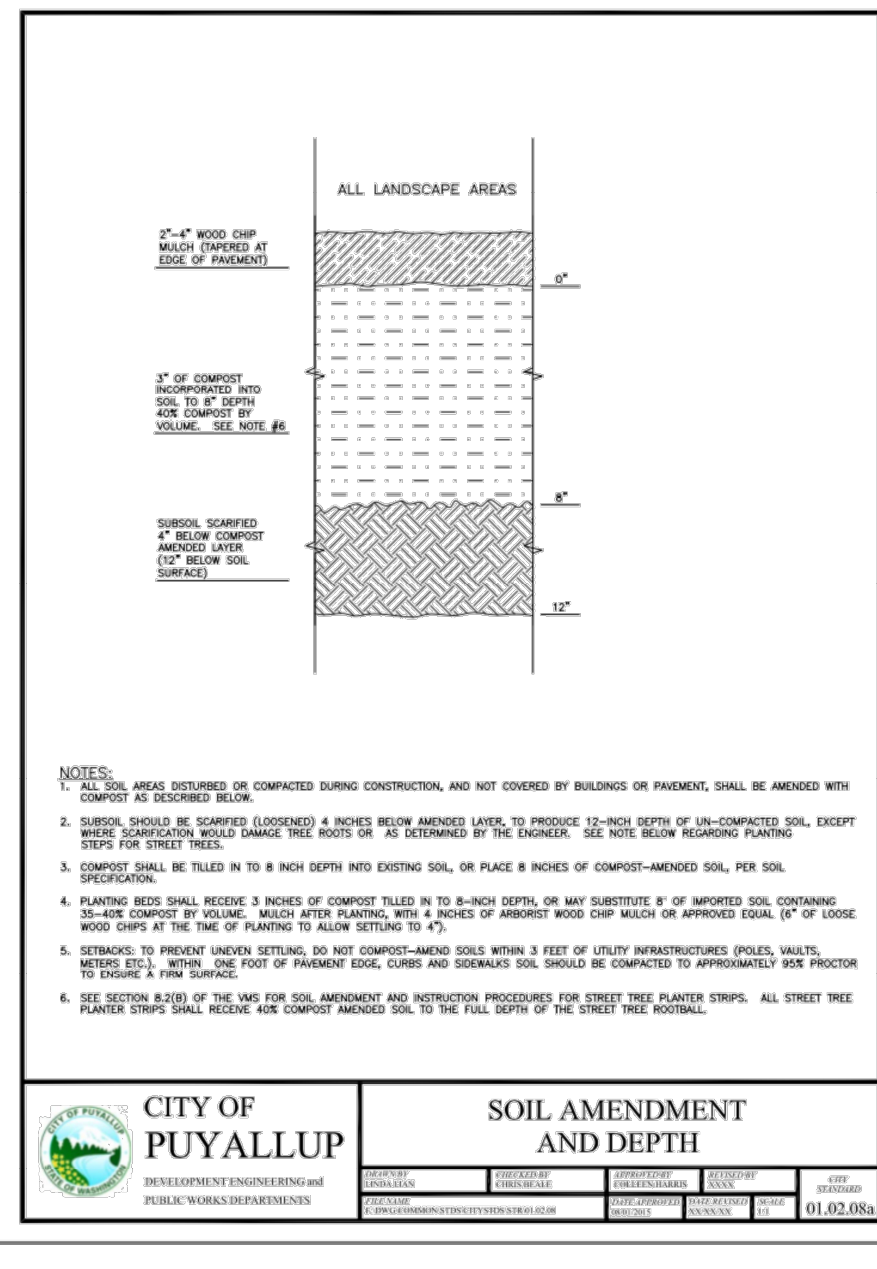 ALL LANDSCAPE AREAS
2"-4" WOOD CHIP
MULCH (TAPERED AT
EDGE OF PAVEMENT)
0"
3" OF COMPOST
INCORPORATED INTO
SOIL TO 8" DEPTH
40% COMPOST BY
VOLUME. SEE NOTE #6
8"
SUBSOIL SCARIFIED
4" BELOW COMPOST
AMENDED LAYER
(12" BELOW SOIL
SURFACE)
12"
NOTES:
1. ALL SOIL AREAS DISTURBED OR COMPACTED DURING CONSTRUCTION, AND NOT COVERED BY BUILDINGS OR PAVEMENT, SHALL BE AMENDED WITH
COMPOST AS DESCRIBED BELOW.
2. SUBSOIL SHOULD BE SCARIFIED (LOOSENED) 4 INCHES BELOW AMENDED LAYER, TO PRODUCE 12-INCH DEPTH OF UN-COMPACTED SOIL, EXCEPT
WHERE SCARIFICATION WOULD DAMAGE TREE ROOTS OR AS DETERMINED BY THE ENGINEER. SEE NOTE BELOW REGARDING PLANTING
STEPS FOR STREET TREES.
3. COMPOST SHALL BE TILLED IN TO 8 INCH DEPTH INTO EXISTING SOIL, OR PLACE 8 INCHES OF COMPOST-AMENDED SOIL, PER SOIL
SPECIFICATION.
4. PLANTING BEDS SHALL RECEIVE 3 INCHES OF COMPOST TILLED IN TO 8-INCH DEPTH, OR MAY SUBSTITUTE 8" OF IMPORTED SOIL CONTAINING
35-40% COMPOST BY VOLUME. MULCH AFTER PLANTING, WITH 4 INCHES OF ARBORIST WOOD CHIP MULCH OR APPROVED EQUAL (6" OF LOOSE
WOOD CHIPS AT THE TIME OF PLANTING TO ALLOW SETTLING TO 4").
5. SETBACKS: TO PREVENT UNEVEN SETTLING, DO NOT COMPOST-AMEND SOILS WITHIN 3 FEET OF UTILITY INFRASTRUCTURES (POLES, VAULTS,
METERS ETC.). WITHIN ONE FOOT OF PAVEMENT EDGE, CURBS AND SIDEWALKS SOIL SHOULD BE COMPACTED TO APPROXIMATELY 95% PROCTOR
TO ENSURE A FIRM SURFACE.
6. SEE SECTION 8.2(B) OF THE VMS FOR SOIL AMENDMENT AND INSTRUCTION PROCEDURES FOR STREET TREE PLANTER STRIPS. ALL STREET TREE
PLANTER STRIPS SHALL RECEIVE 40% COMPOST AMENDED SOIL TO THE FULL DEPTH OF THE STREET TREE ROOTBALL.
CITY OF PUYALLUP
STATE OF WASHINGTON
CITY OF
PUYALLUP
DEVELOPMENT ENGINEERING and
PUBLIC WORKS DEPARTMENTS
SOIL AMENDMENT
AND DEPTH
DRAWN BY
LINDA LIAN
CHECKED BY
CHRIS BEALE
APPROVED BY
COLLEEN HARRIS
REVISED BY
XXXX
FILE NAME
DATE APPROVED
08/01/2015
DATE REVISED
XX/XX/XX
SCALE
1:1
CITY
STANDARD
01.02.08a